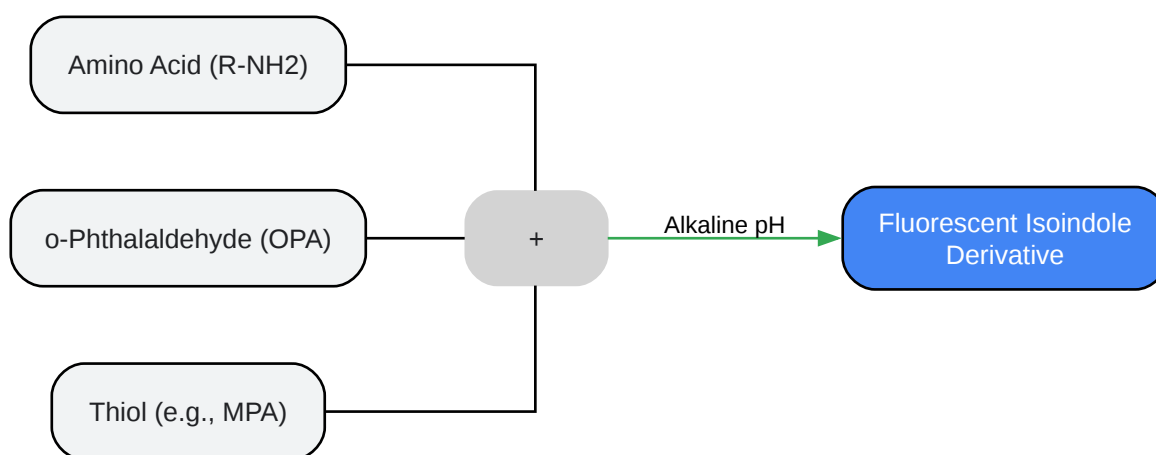 Amino Acid (R-NH2)
o-Phthalaldehyde (OPA)
+
Alkaline pH
Fluorescent Isoindole
Derivative
Thiol (e.g., MPA)